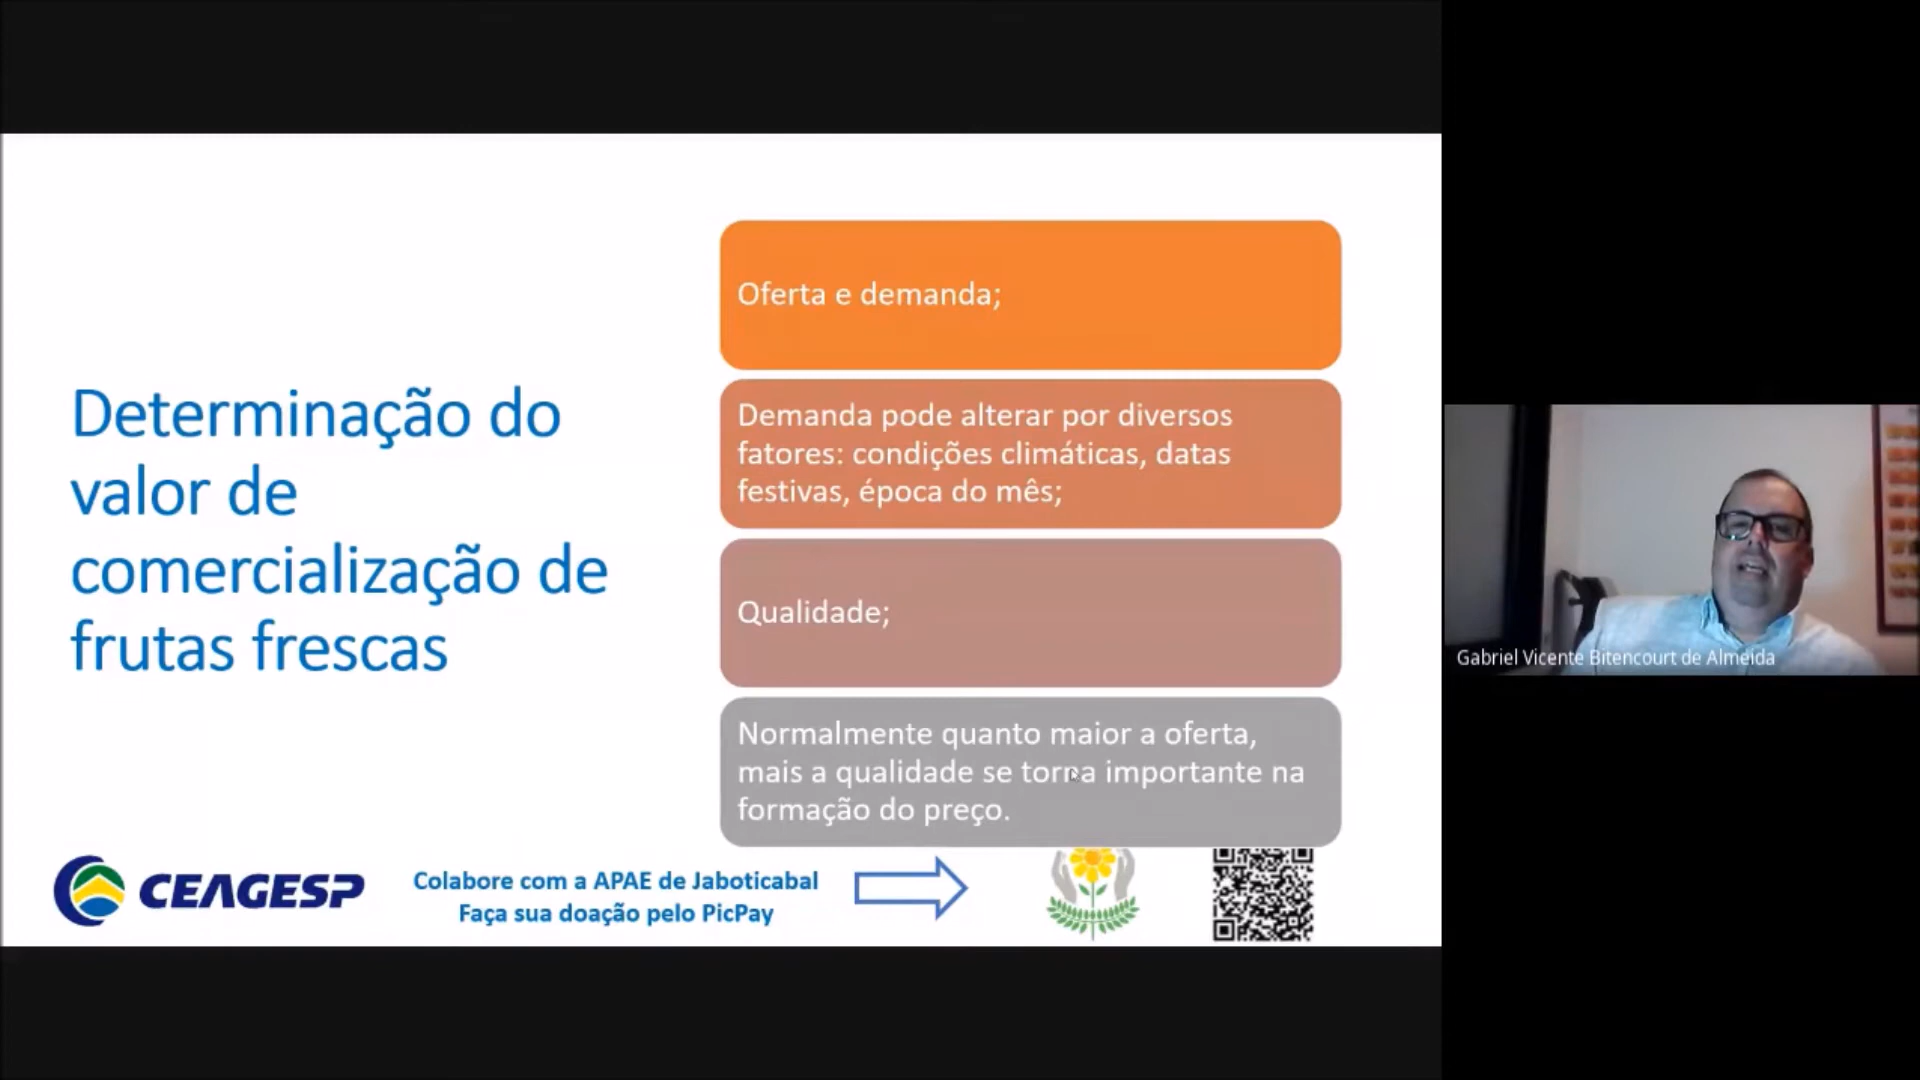 Determinação do
valor de
comercialização de
frutas frescas
Oferta e demanda;
Demanda pode alterar por diversos
fatores: condições climáticas, datas
festivas, época do mês;
Qualidade;
Normalmente quanto maior a oferta,
mais a qualidade se torna importante na
formação do preço.
CEAGESP
Colabore com a APAE de Jaboticabal
Faça sua doação pelo PicPay
Gabriel Vicente Bitencourt de Almeida